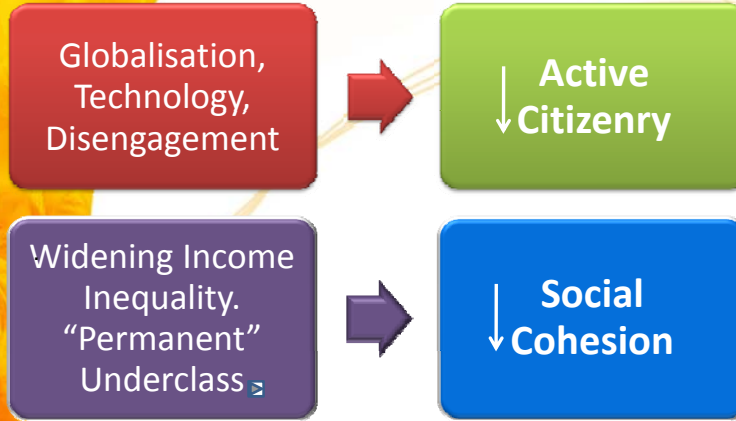 Globalisation,
Technology,
Disengagement
Active
Citizenry
Widening Income
Inequality.
“Permanent”
Underclass
Social
Cohesion